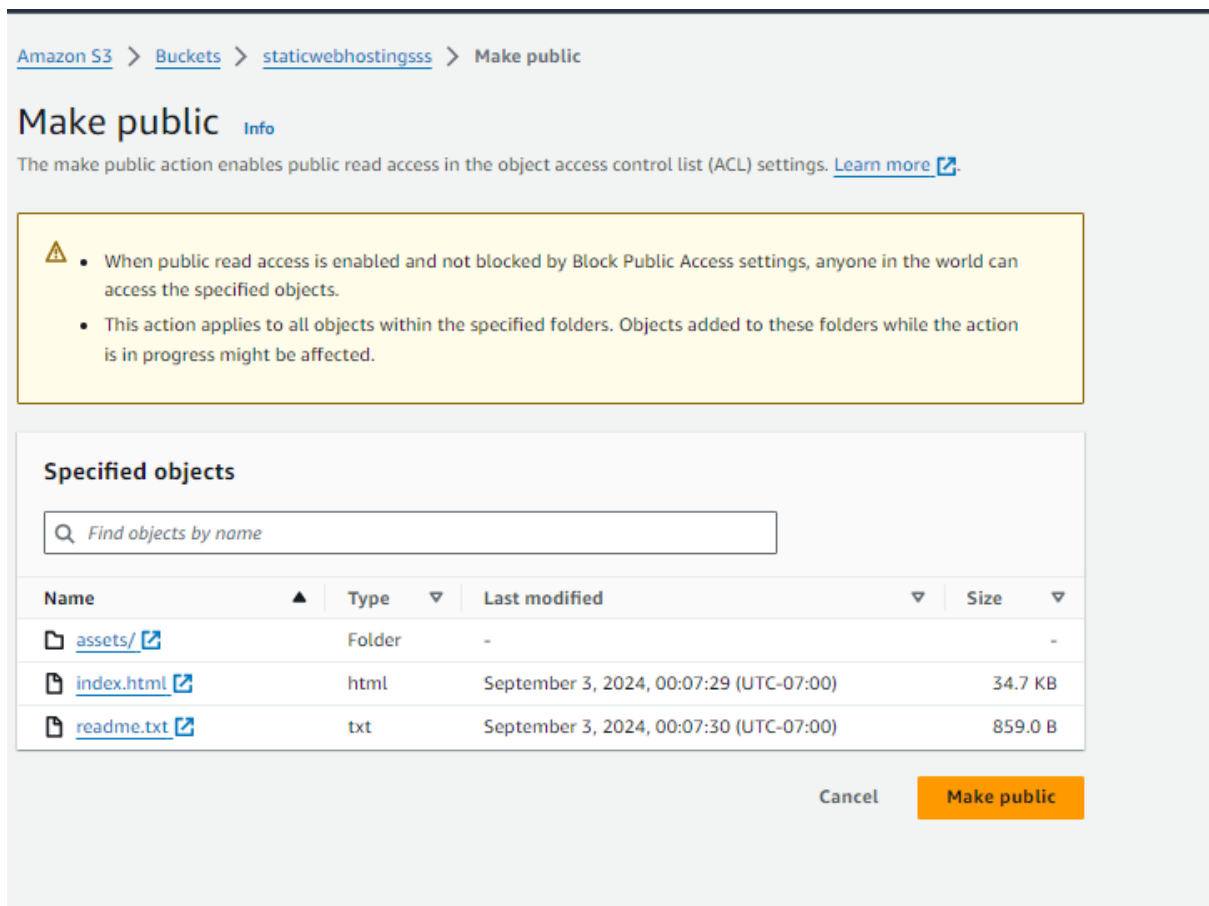 Amazon S3 > Buckets > staticwebhostingsss > Make public
Make public Info
The make public action enables public read access in the object access control list (ACL) settings. Learn more.
• When public read access is enabled and not blocked by Block Public Access settings, anyone in the world can
access the specified objects.
• This action applies to all objects within the specified folders. Objects added to these folders while the action
is in progress might be affected.
Specified objects
Find objects by name
Name Type Last modified Size
assets/ Folder - -
index.html html September 3, 2024, 00:07:29 (UTC-07:00) 34.7 KB
readme.txt txt September 3, 2024, 00:07:30 (UTC-07:00) 859.0 B
Cancel Make public